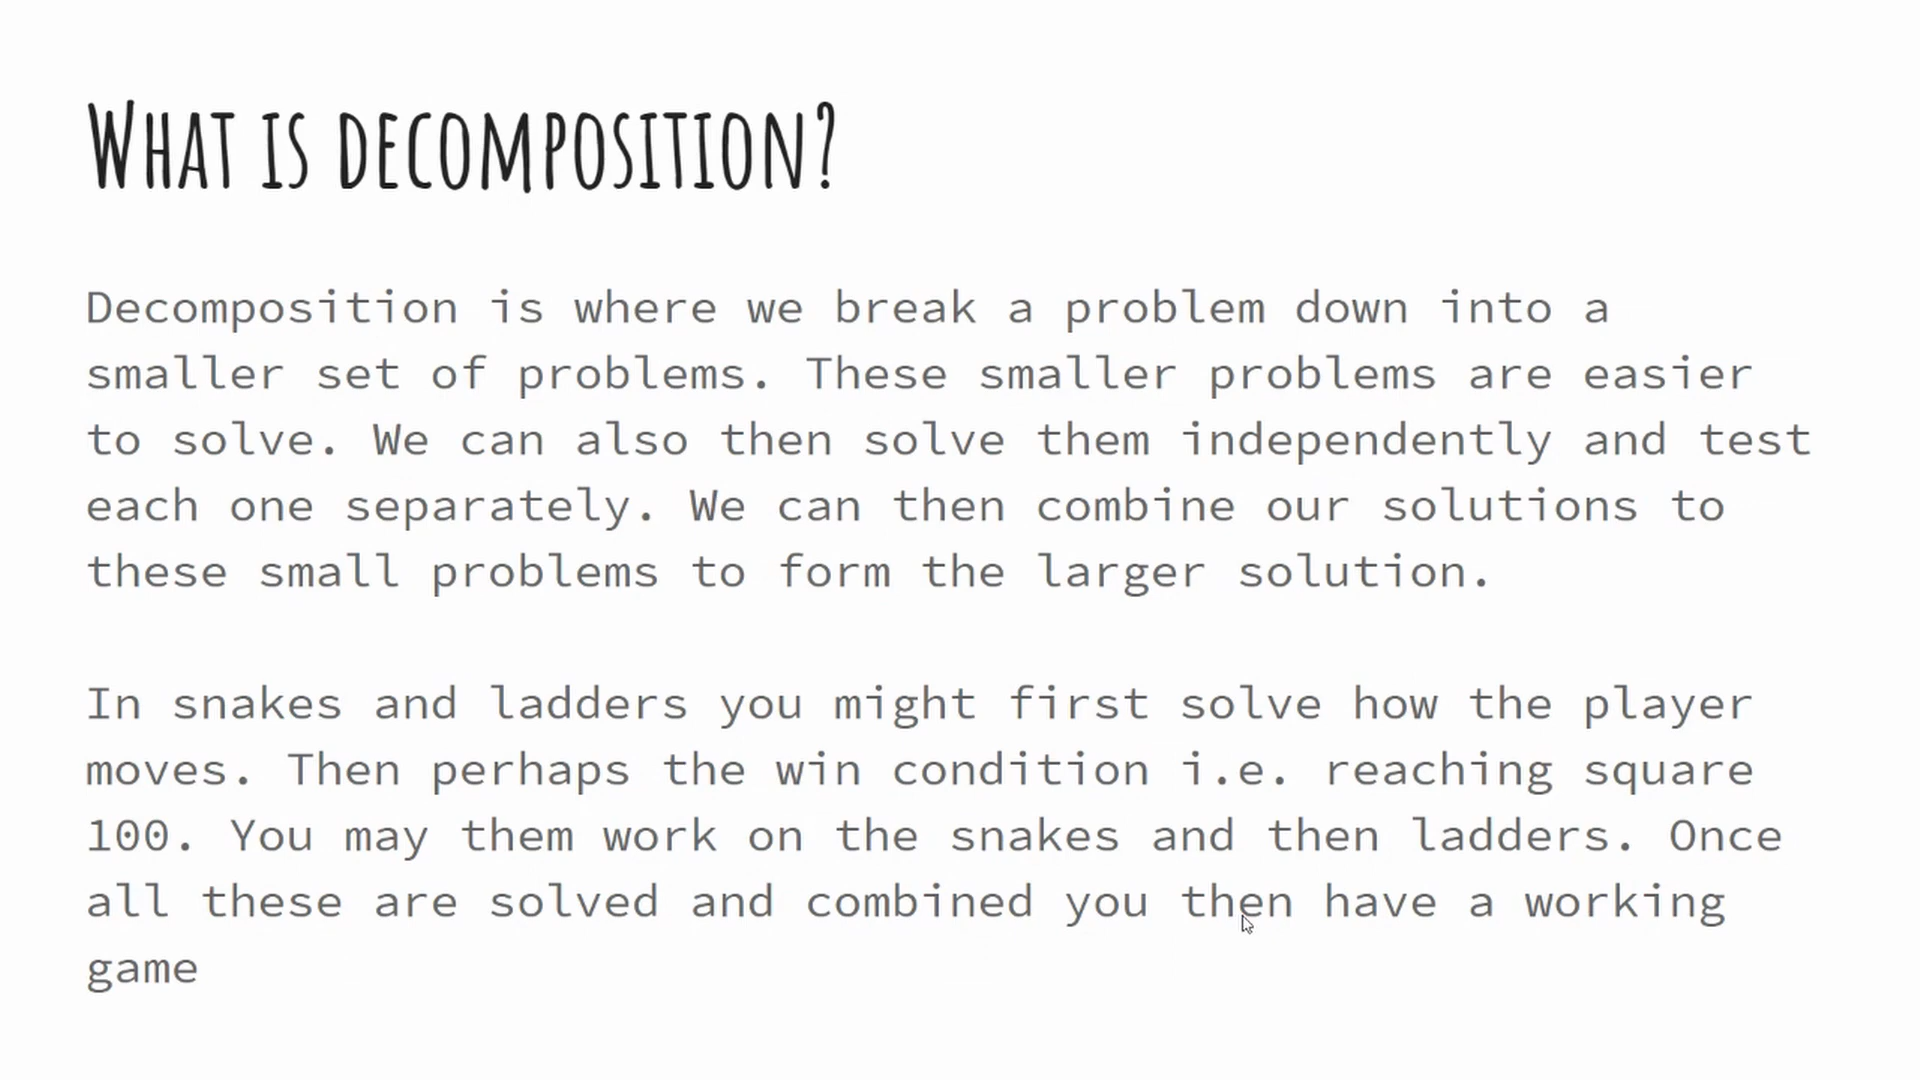 What is decomposition?
Decomposition is where we break a problem down into a
smaller set of problems. These smaller problems are easier
to solve. We can also then solve them independently and test
each one separately. We can then combine our solutions to
these small problems to form the larger solution.
In snakes and ladders you might first solve how the player
moves. Then perhaps the win condition i.e. reaching square
100. You may them work on the snakes and then ladders. Once
all these are solved and combined you then have a working
game